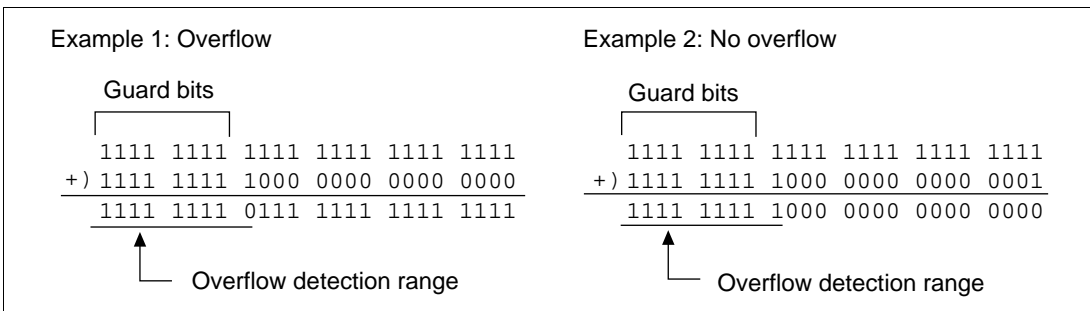 Example 1: Overflow
Guard bits
1111 1111 1111 1111 1111 1111
+) 1111 1111 1000 0000 0000 0000
1111 1111 0111 1111 1111 1111
Overflow detection range
Example 2: No overflow
Guard bits
1111 1111 1111 1111 1111 1111
+) 1111 1111 1000 0000 0000 0001
1111 1111 1000 0000 0000 0000
Overflow detection range